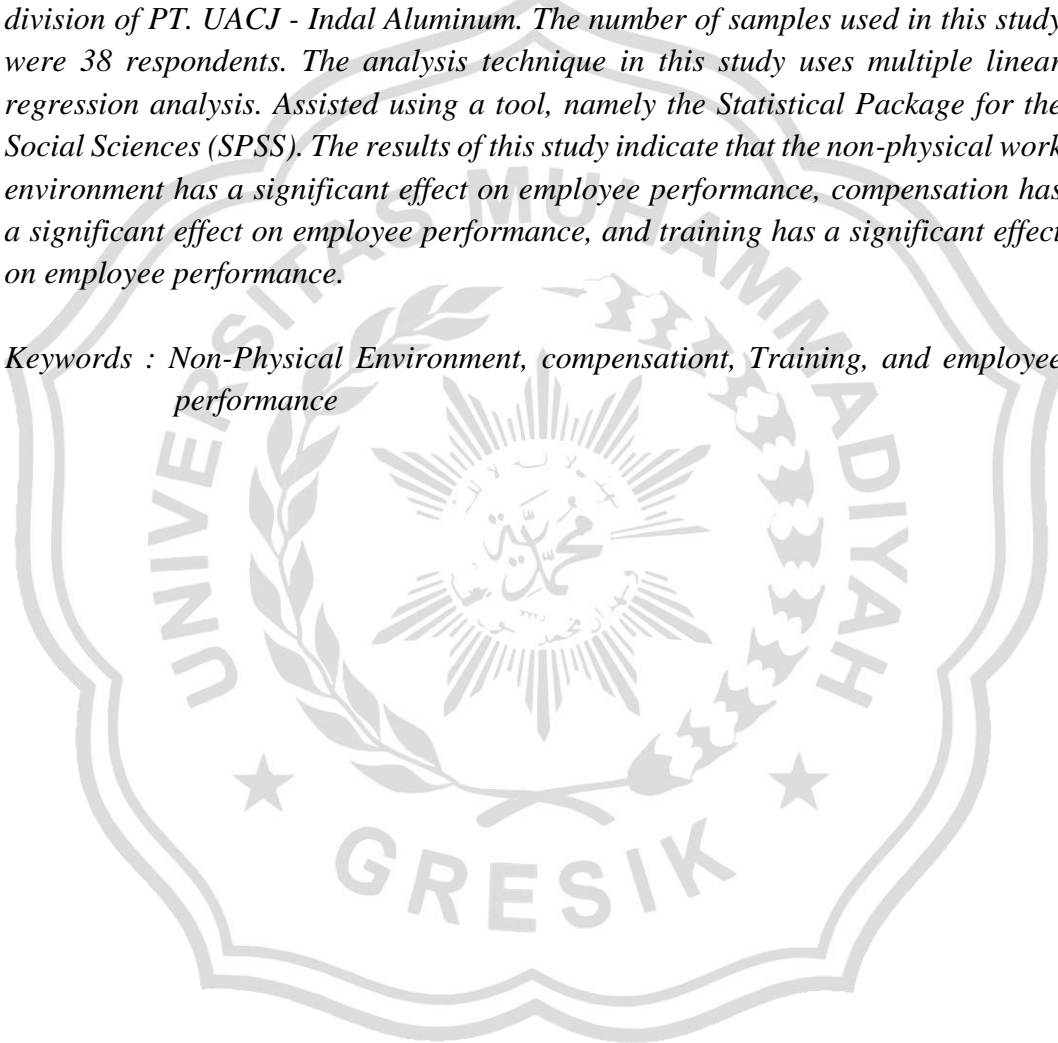 division of PT. UACJ - Indal Aluminum. The number of samples used in this study
were 38 respondents. The analysis technique in this study uses multiple linear
regression analysis. Assisted using a tool, namely the Statistical Package for the
Social Sciences (SPSS). The results of this study indicate that the non-physical work
environment has a significant effect on employee performance, compensation has
a significant effect on employee performance, and training has a significant effect
on employee performance.
Keywords : Non-Physical Environment, compensationt, Training, and employee
performance
UNIVERSITAS MUHAMMADIYAH
GRESIK